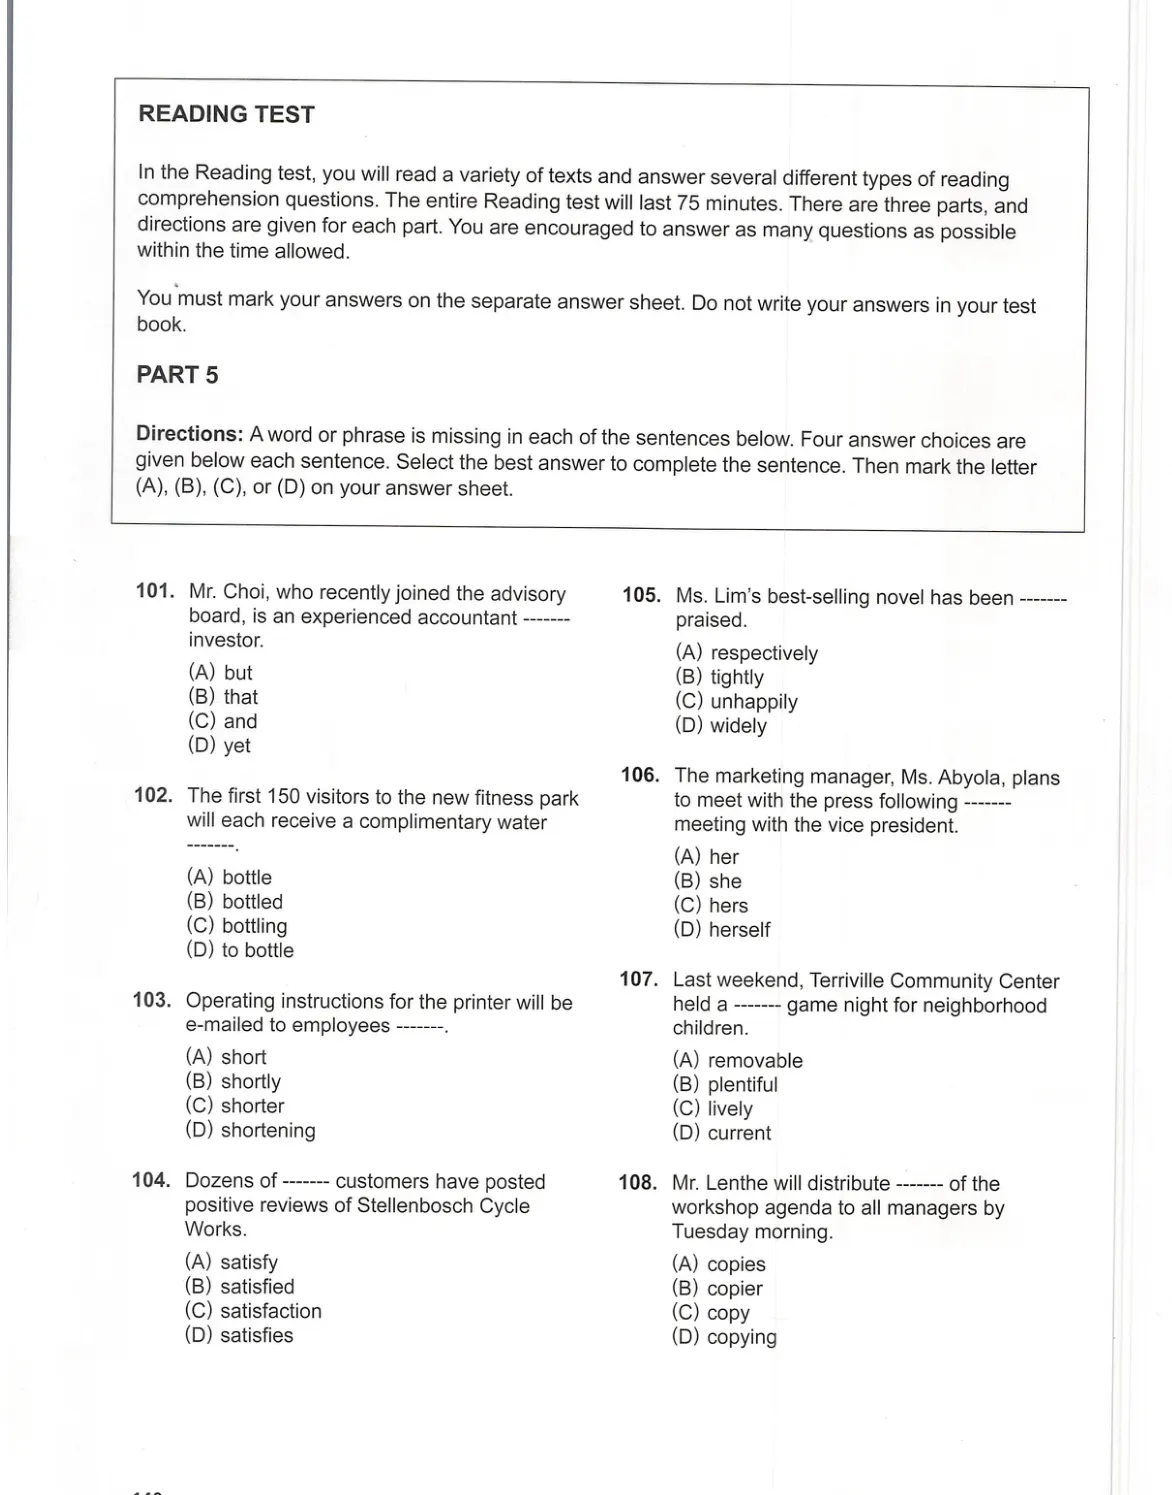 READING TEST
In the Reading test, you will read a variety of texts and answer several different types of reading
comprehension questions. The entire Reading test will last 75 minutes. There are three parts, and
directions are given for each part. You are encouraged to answer as many questions as possible
within the time allowed.
You must mark your answers on the separate answer sheet. Do not write your answers in your test
book.
PART 5
Directions: A word or phrase is missing in each of the sentences below. Four answer choices are
given below each sentence. Select the best answer to complete the sentence. Then mark the letter
(A), (B), (C), or (D) on your answer sheet.
101. Mr. Choi, who recently joined the advisory
board, is an experienced accountant -------
investor.
(A) but
(B) that
(C) and
(D) yet
102. The first 150 visitors to the new fitness park
will each receive a complimentary water
-------.
(A) bottle
(B) bottled
(C) bottling
(D) to bottle
103. Operating instructions for the printer will be
e-mailed to employees -------.
(A) short
(B) shortly
(C) shorter
(D) shortening
104. Dozens of ------- customers have posted
positive reviews of Stellenbosch Cycle
Works.
(A) satisfy
(B) satisfied
(C) satisfaction
(D) satisfies
105. Ms. Lim's best-selling novel has been -------
praised.
(A) respectively
(B) tightly
(C) unhappily
(D) widely
106. The marketing manager, Ms. Abyola, plans
to meet with the press following -------
meeting with the vice president.
(A) her
(B) she
(C) hers
(D) herself
107. Last weekend, Terriville Community Center
held a ------- game night for neighborhood
children.
(A) removable
(B) plentiful
(C) lively
(D) current
108. Mr. Lenthe will distribute ------- of the
workshop agenda to all managers by
Tuesday morning.
(A) copies
(B) copier
(C) copy
(D) copying